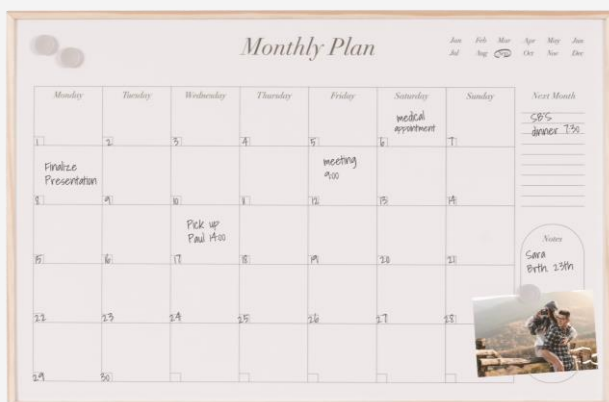 Monthly Plan
Jan Feb Mar Apr May Jun
Jul Aug Sep Oct Nov Dec
Monday Tuesday Wednesday Thursday Friday Saturday Sunday Next Month
medical
appointment
SB'S
dinner 7:30
1 2 3 4 5 6 7
Finalize
Presentation
meeting
9:00
8 9 10 11 12 13 14
Pick up
Paul 14:00
Notes
Sara
Brth. 23th
15 16 17 18 19 20 21
22 23 24 25 26 27 28
29 30